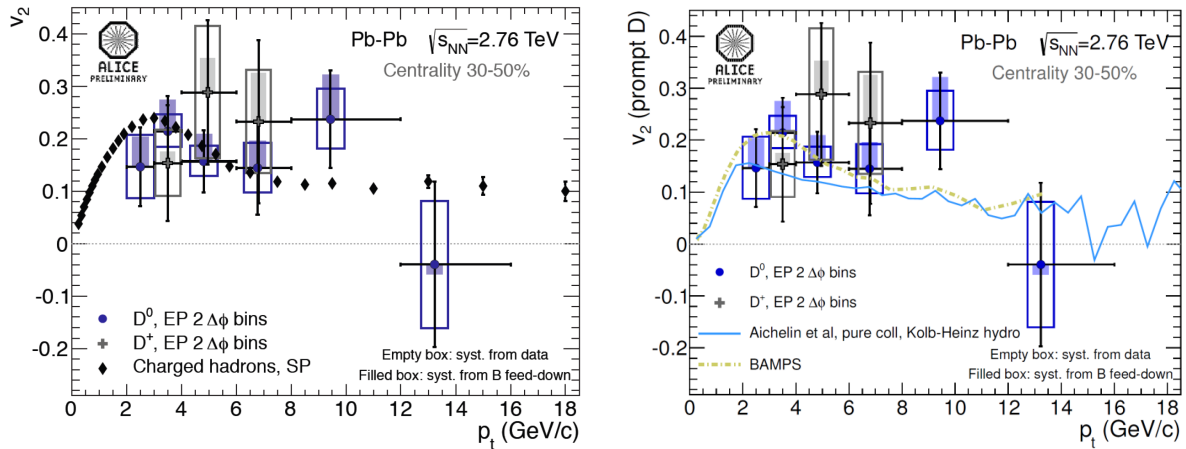 v₂
0.4
0.3
0.2
0.1
0
-0.1
-0.2
ALICE
PRELIMINARY
Pb-Pb √s_NN=2.76 TeV
Centrality 30-50%
D⁰, EP 2 Δϕ bins
D⁺, EP 2 Δϕ bins
Charged hadrons, SP
Empty box: syst. from data
Filled box: syst. from B feed-down
0 2 4 6 8 10 12 14 16 18
p_t (GeV/c)
v₂ (prompt D)
0.4
0.3
0.2
0.1
0
-0.1
-0.2
ALICE
PRELIMINARY
Pb-Pb √s_NN=2.76 TeV
Centrality 30-50%
D⁰, EP 2 Δϕ bins
D⁺, EP 2 Δϕ bins
Aichelin et al, pure coll, Kolb-Heinz hydro
BAMPS
Empty box: syst. from data
Filled box: syst. from B feed-down
0 2 4 6 8 10 12 14 16 18
p_t (GeV/c)